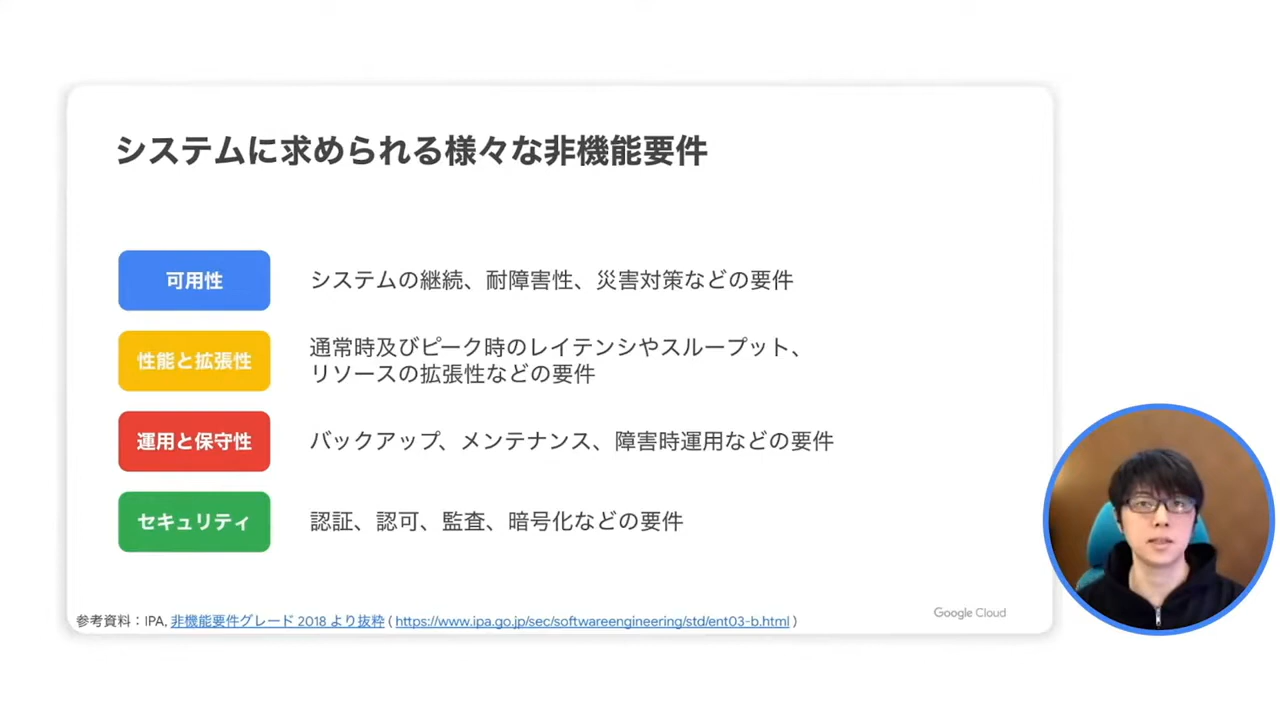 システムに求められる様々な非機能要件
可用性
システムの継続、耐障害性、災害対策などの要件
性能と拡張性
通常時及びピーク時のレイテンシやスループット、
リソースの拡張性などの要件
運用と保守性
バックアップ、メンテナンス、障害時運用などの要件
セキュリティ
認証、認可、監査、暗号化などの要件
参考資料：IPA, 非機能要件グレード 2018 より抜粋 ( https://www.ipa.go.jp/sec/softwareengineering/std/ent03-b.html )
Google Cloud